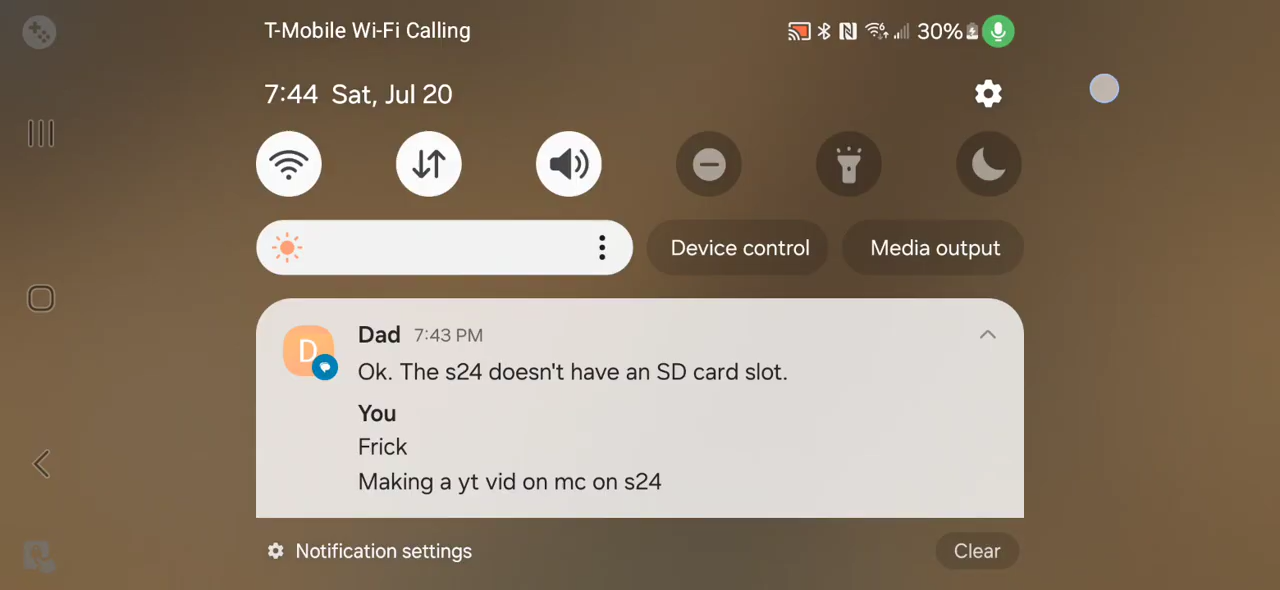 T-Mobile Wi-Fi Calling
30%
7:44 Sat, Jul 20
Device control
Media output
D
Dad 7:43 PM
Ok. The s24 doesn't have an SD card slot.
You
Frick
Making a yt vid on mc on s24
Notification settings
Clear